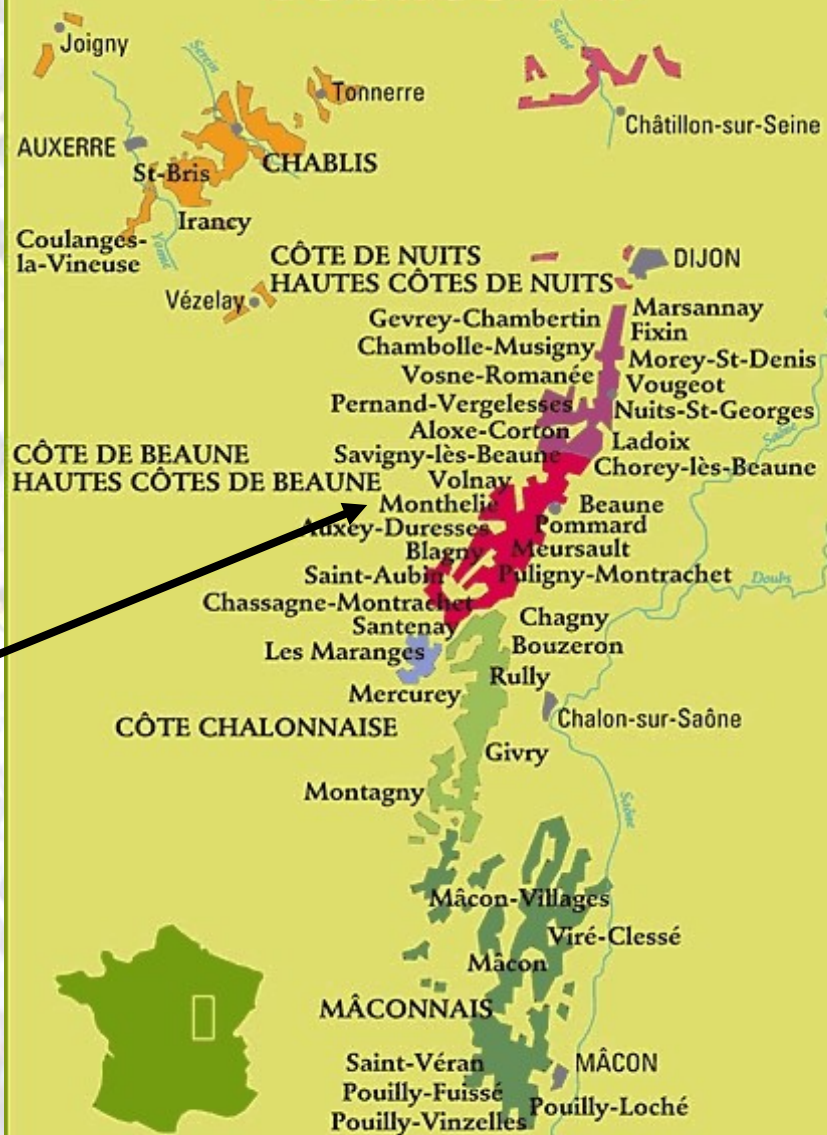 Joigny
Serein
Seine
Tonnerre
Châtillon-sur-Seine
AUXERRE
CHABLIS
St-Bris
Irancy
Coulanges-
la-Vineuse
Yonne
Vézelay
CÔTE DE NUITS
HAUTES CÔTES DE NUITS
DIJON
Gevrey-Chambertin
Marsannay
Fixin
Chambolle-Musigny
Morey-St-Denis
Vosne-Romanée
Vougeot
Pernand-Vergelesses
Nuits-St-Georges
Aloxe-Corton
Ladoix
Saône
CÔTE DE BEAUNE
HAUTES CÔTES DE BEAUNE
Savigny-lès-Beaune
Chorey-lès-Beaune
Volnay
Monthelie
Beaune
Auxey-Duresses
Pommard
Blagny
Meursault
Saint-Aubin
Puligny-Montrachet
Doubs
Chassagne-Montrachet
Chagny
Santenay
Bouzeron
Les Maranges
Rully
Mercurey
Chalon-sur-Saône
CÔTE CHALONNAISE
Givry
Montagny
Saône
Mâcon-Villages
Viré-Clessé
Mâcon
MÂCONNAIS
Saint-Véran
MÂCON
Pouilly-Fuissé
Pouilly-Loché
Pouilly-Vinzelles